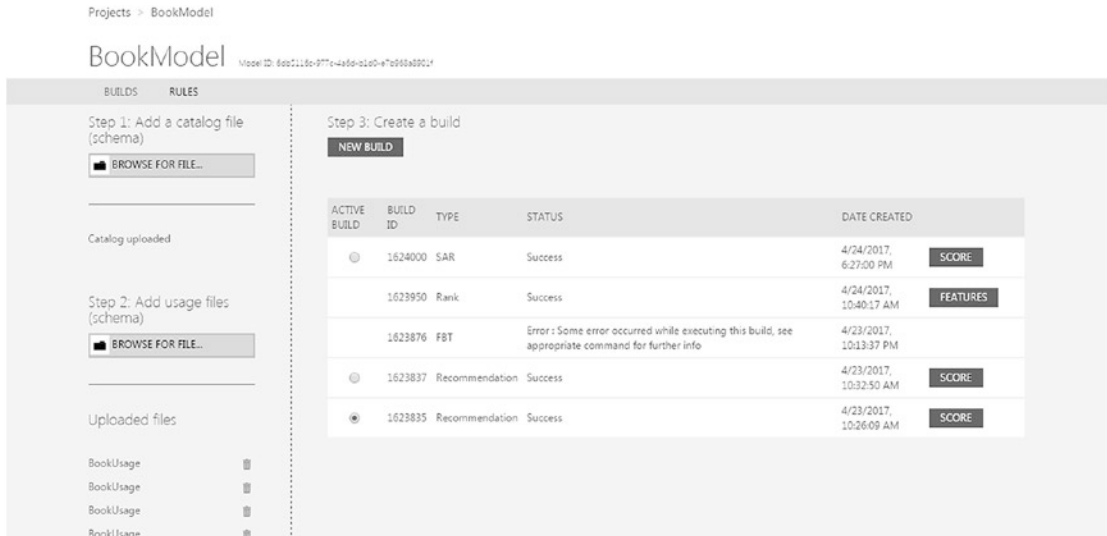 Projects > BookModel
BookModel
BUILDS RULES
Step 1: Add a catalog file
(schema)
BROWSE FOR FILE...
Catalog uploaded
Step 2: Add usage files
(schema)
BROWSE FOR FILE...
Uploaded files
BookUsage
BookUsage
BookUsage
BookUsage
Step 3: Create a build
NEW BUILD
ACTIVE BUILD BUILD ID TYPE STATUS DATE CREATED
1624000 SAR Success 4/24/2017, 6:27:00 PM SCORE
1623950 Rank Success 4/24/2017, 10:40:17 AM FEATURES
1623876 FBT Error : Some error occurred while executing this build, see appropriate command for further info 4/23/2017, 10:13:37 PM
1623837 Recommendation Success 4/23/2017, 10:32:50 AM SCORE
1623835 Recommendation Success 4/23/2017, 10:26:09 AM SCORE